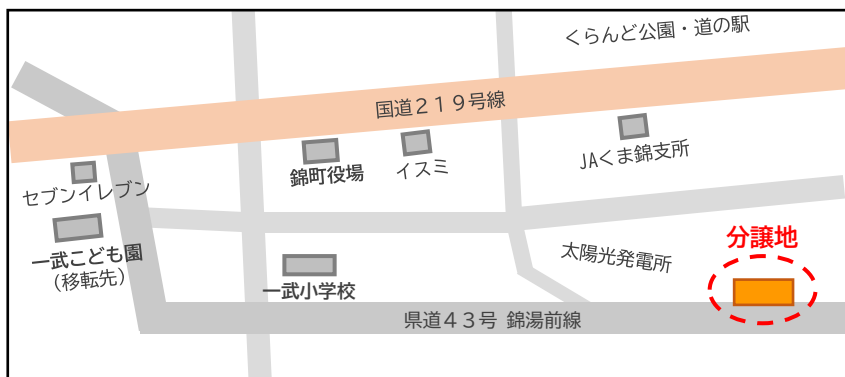 くらんど公園・道の駅
国道２１９号線
JAくま錦支所
イスミ
錦町役場
セブンイレブン
一武こども園
（移転先）
一武小学校
太陽光発電所
分譲地
県道４３号 錦湯前線